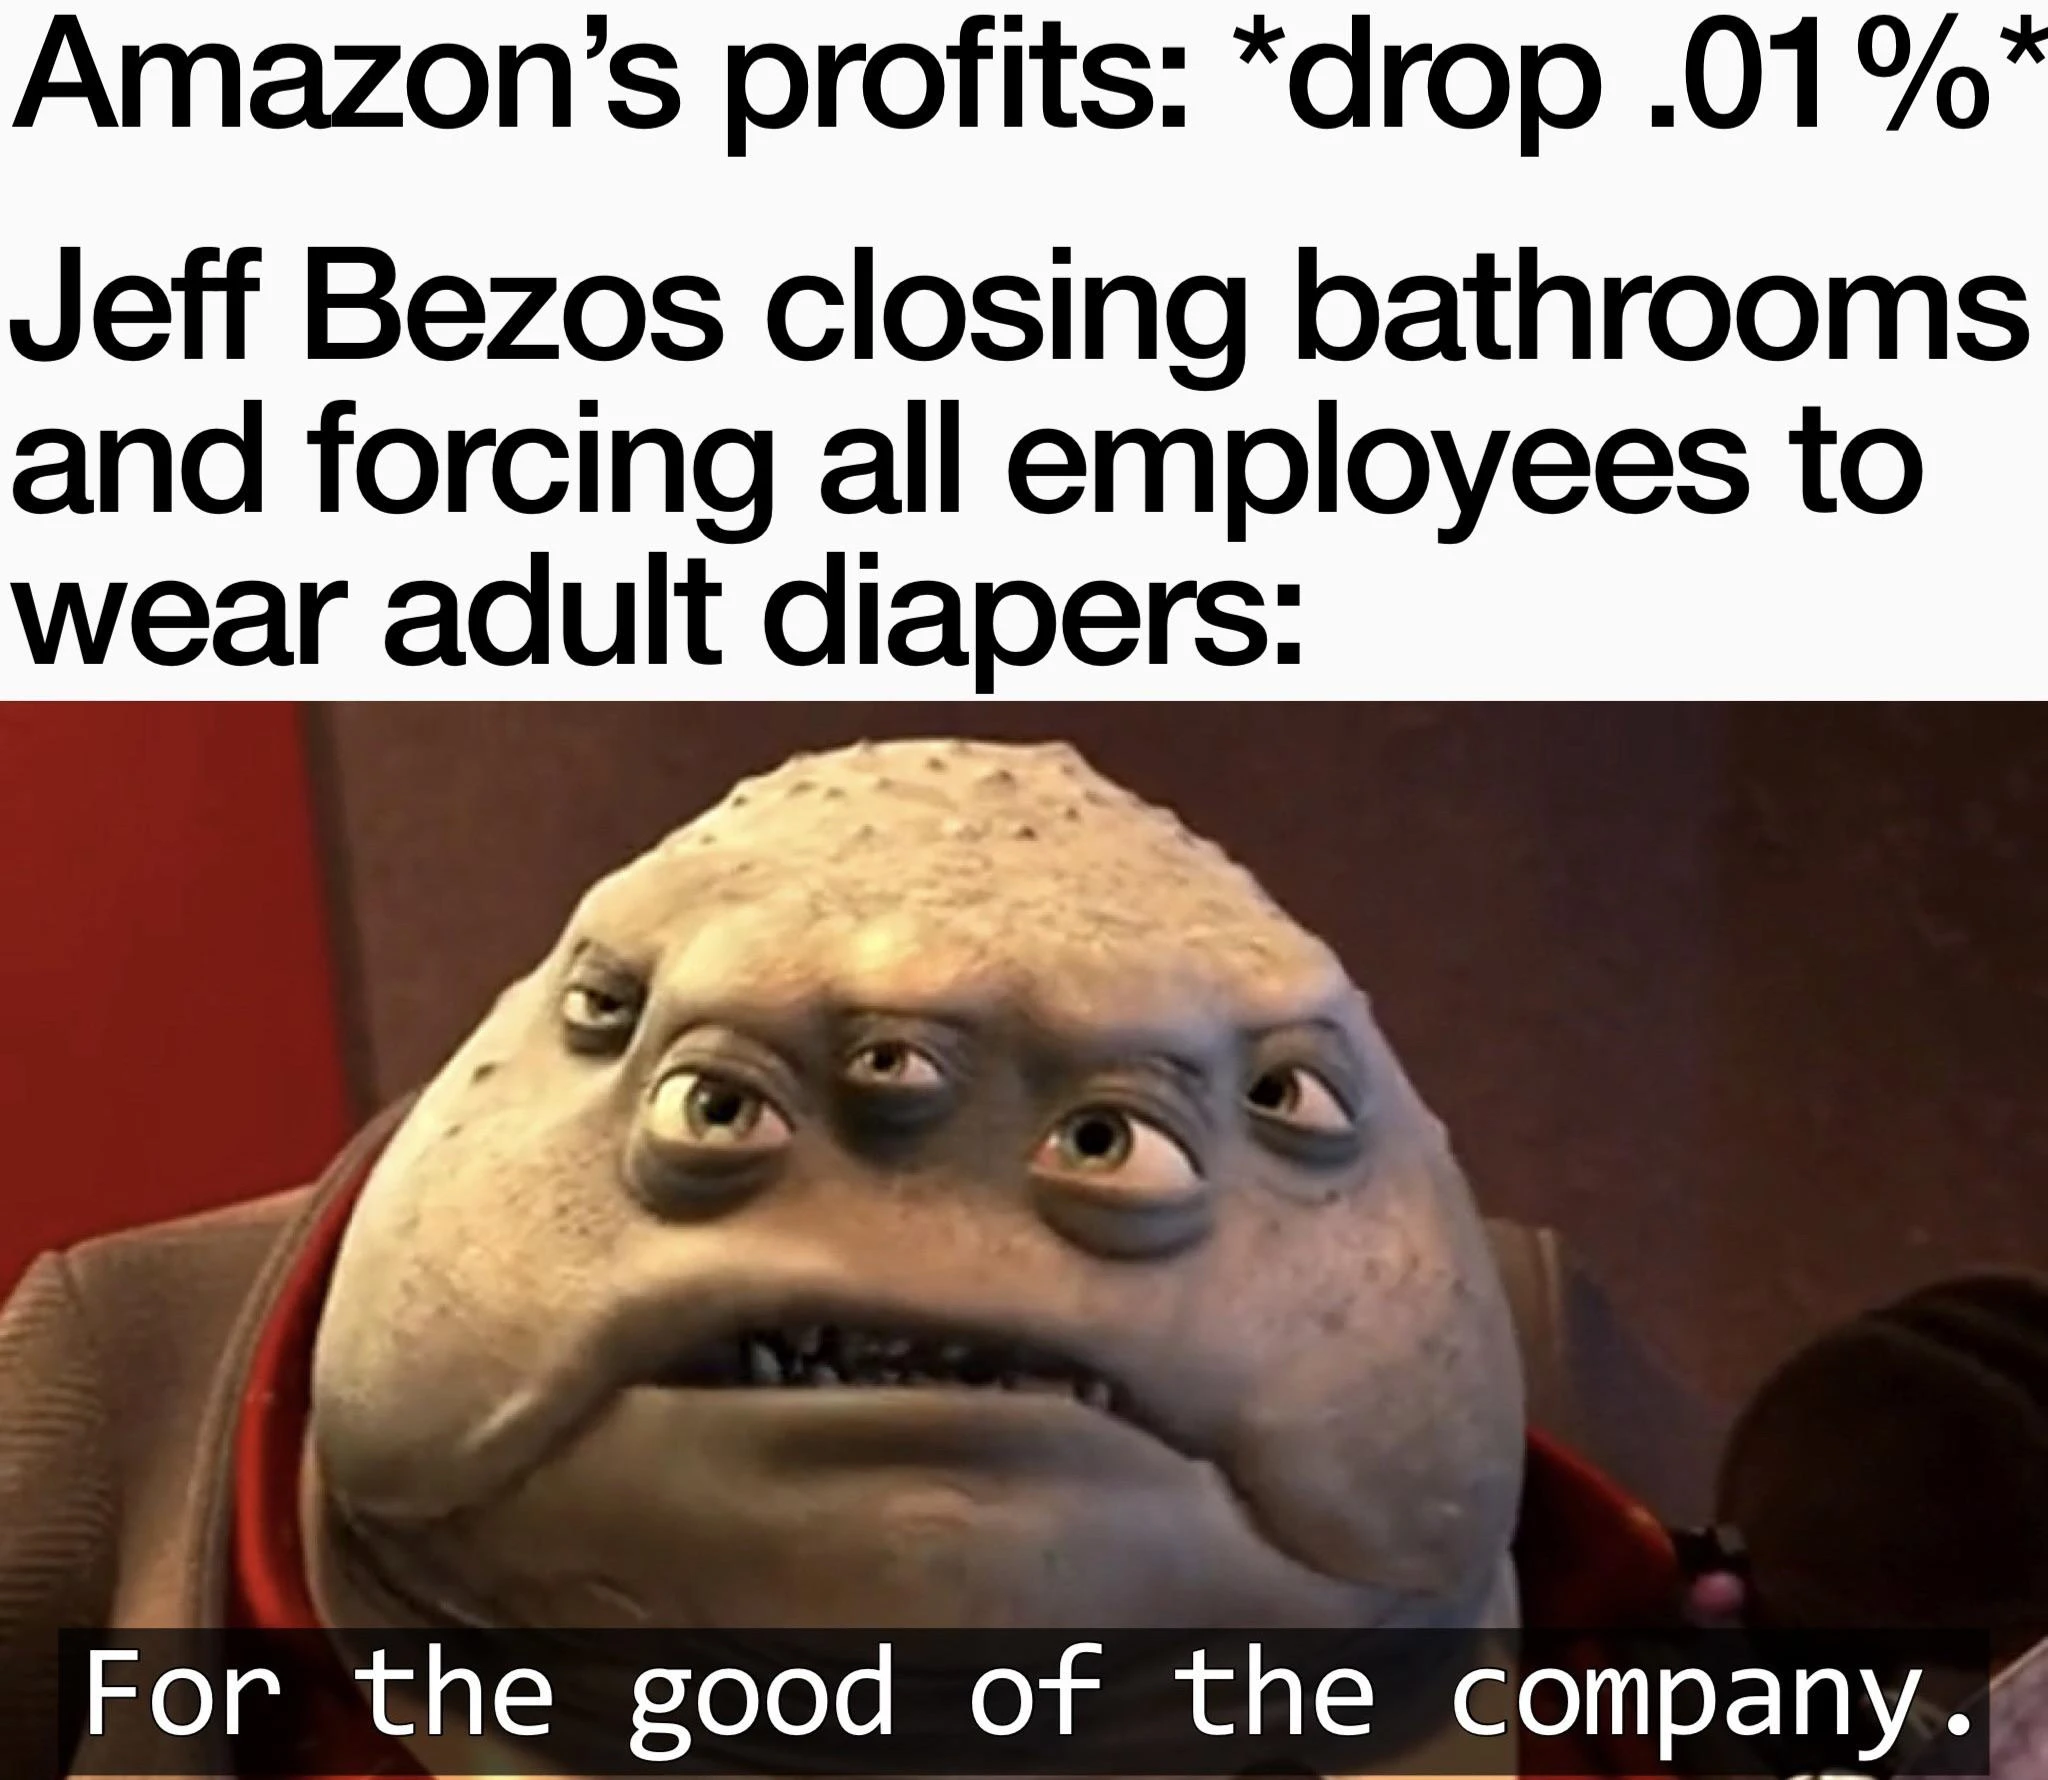 Amazon’s profits: *drop .01%*
Jeff Bezos closing bathrooms
and forcing all employees to
wear adult diapers:
For the good of the company.